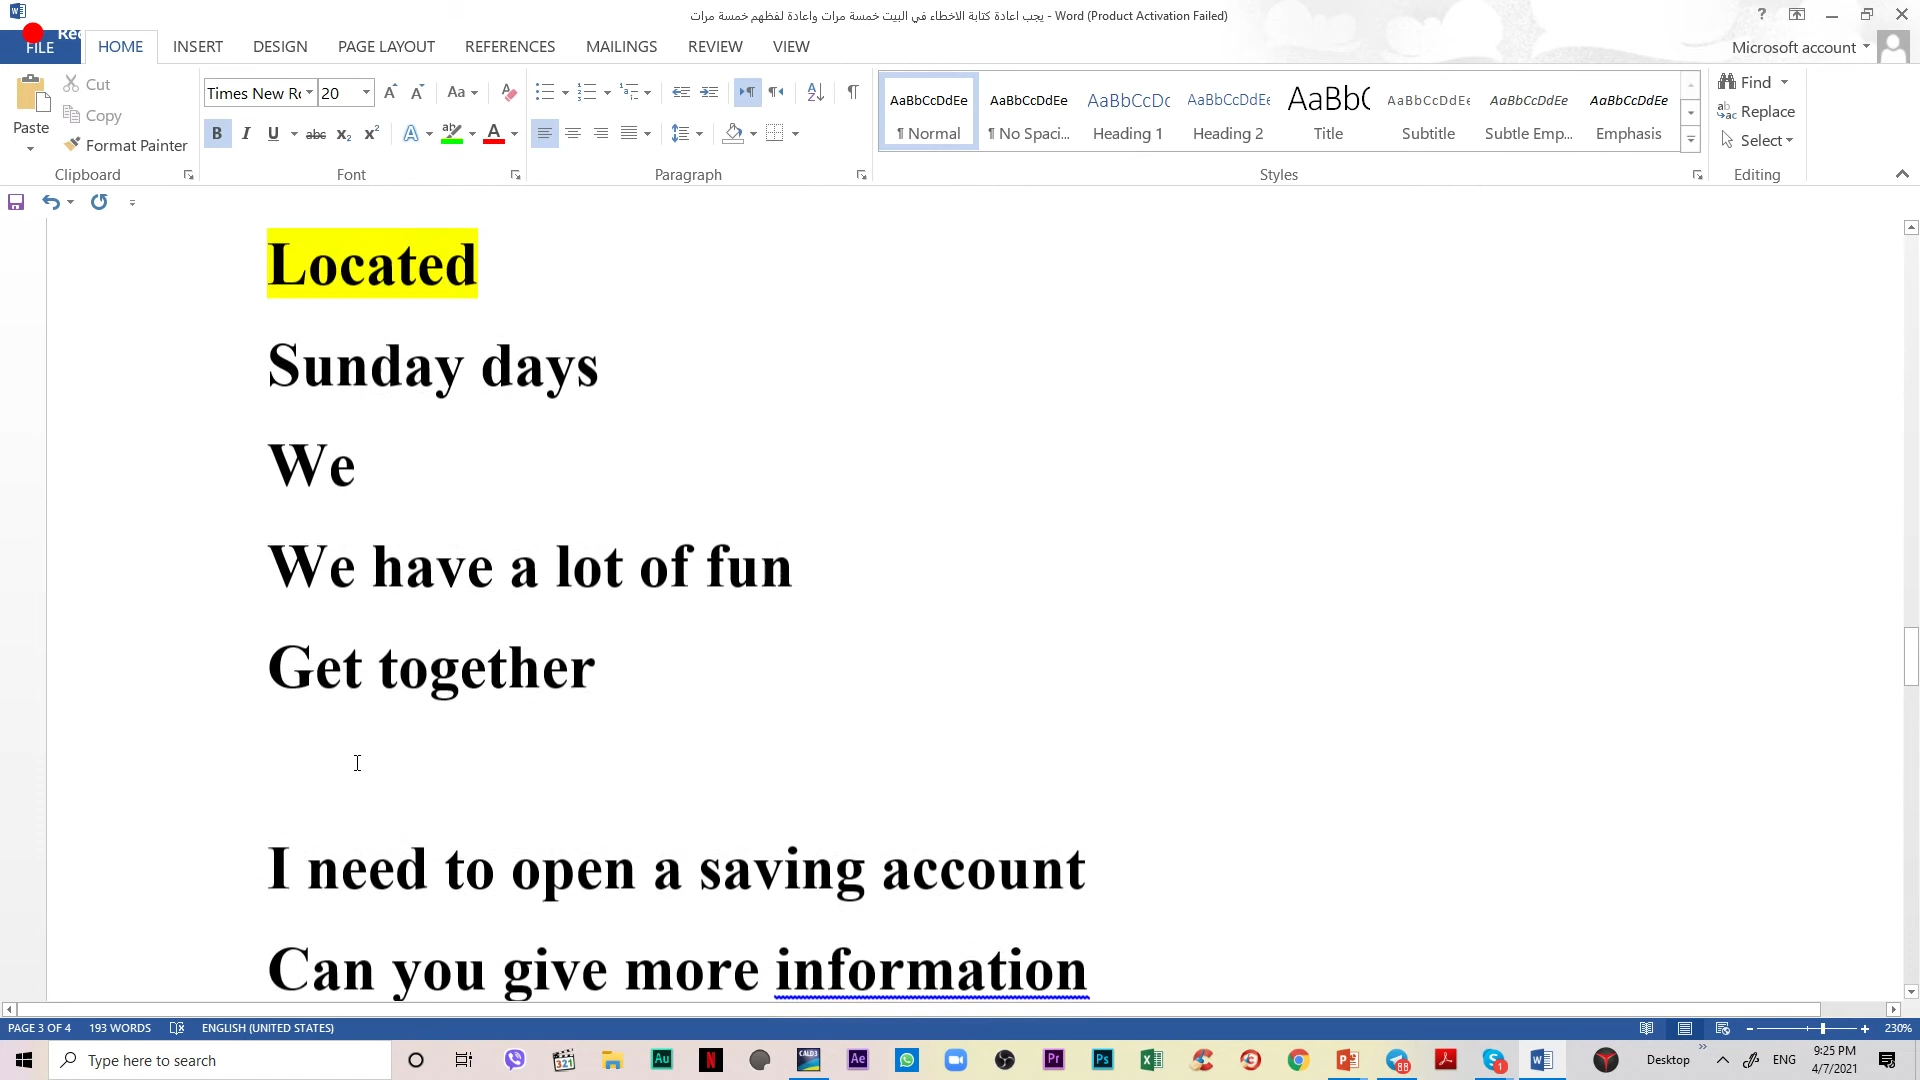 يجب اعادة كتابة الاخطاء في البيت خمسة مرات واعادة لفظهم خمسة مرات - Word (Product Activation Failed)
FILE HOME INSERT DESIGN PAGE LAYOUT REFERENCES MAILINGS REVIEW VIEW
Microsoft account
Paste
Cut
Copy
Format Painter
Clipboard
Times New Ro 20
Font
Paragraph
AaBbCcDdEe AaBbCcDdEe AaBbCcDc AaBbCcDdEe AaBb( AaBbCcDdEe AaBbCcDdEe AaBbCcDdEe
¶ Normal ¶ No Spaci... Heading 1 Heading 2 Title Subtitle Subtle Emp... Emphasis
Styles
Find
Replace
Select
Editing
Located
Sunday days
We
We have a lot of fun
Get together
I need to open a saving account
Can you give more information
PAGE 3 OF 4 193 WORDS ENGLISH (UNITED STATES)
230%
Type here to search
Desktop
ENG
9:25 PM
4/7/2021